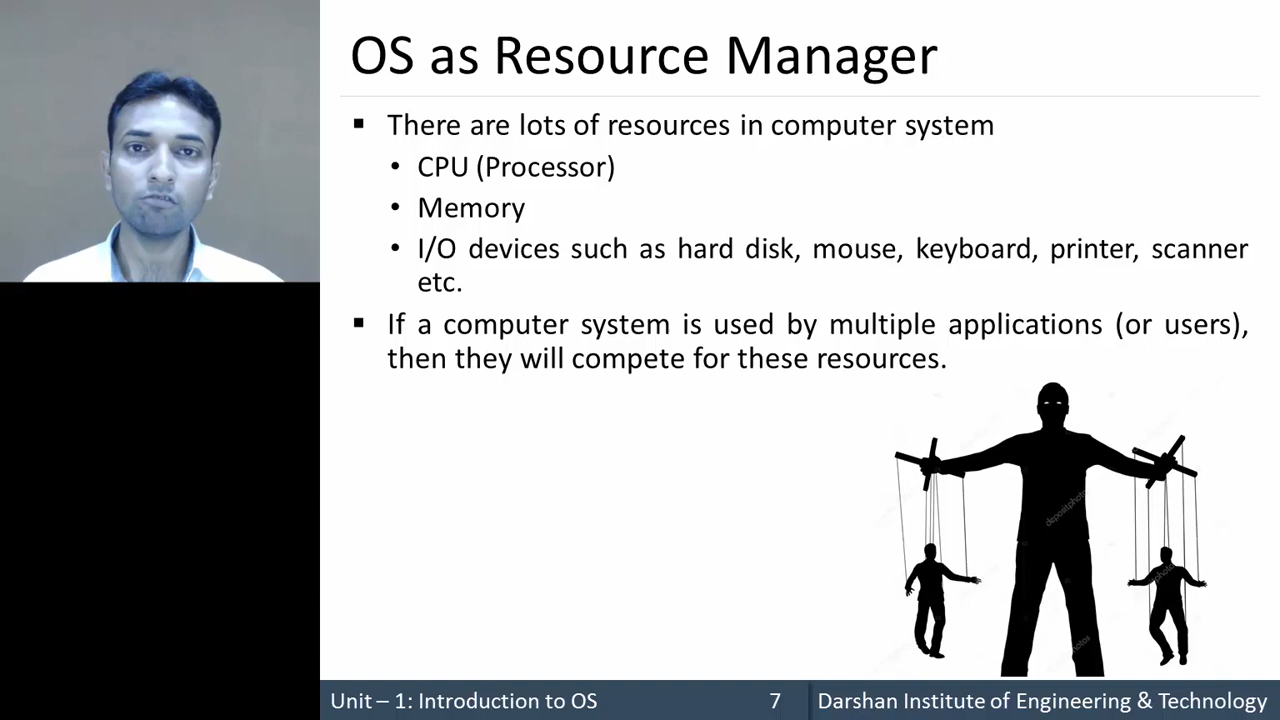 OS as Resource Manager
▪ There are lots of resources in computer system
• CPU (Processor)
• Memory
• I/O devices such as hard disk, mouse, keyboard, printer, scanner
etc.
▪ If a computer system is used by multiple applications (or users),
then they will compete for these resources.
depositphotos
Unit – 1: Introduction to OS
7
Darshan Institute of Engineering & Technology